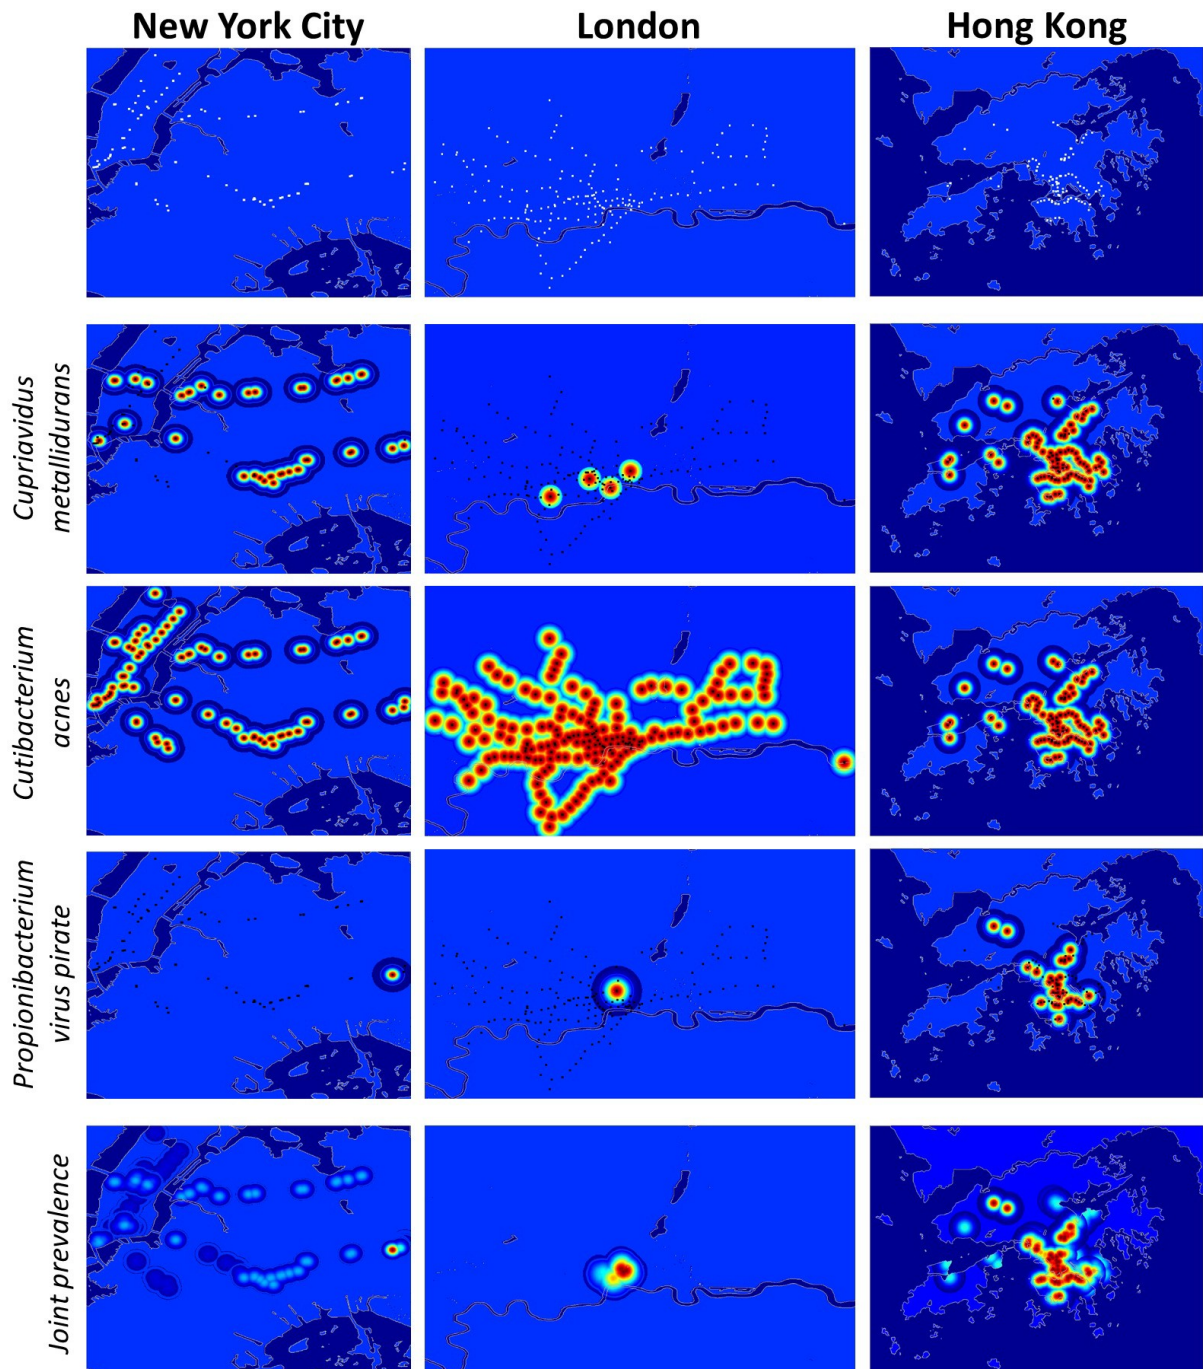 New York City
London
Hong Kong
Cupriavidus
metallidurans
Cutibacterium
acnes
Propionibacterium
virus pirate
Joint prevalence